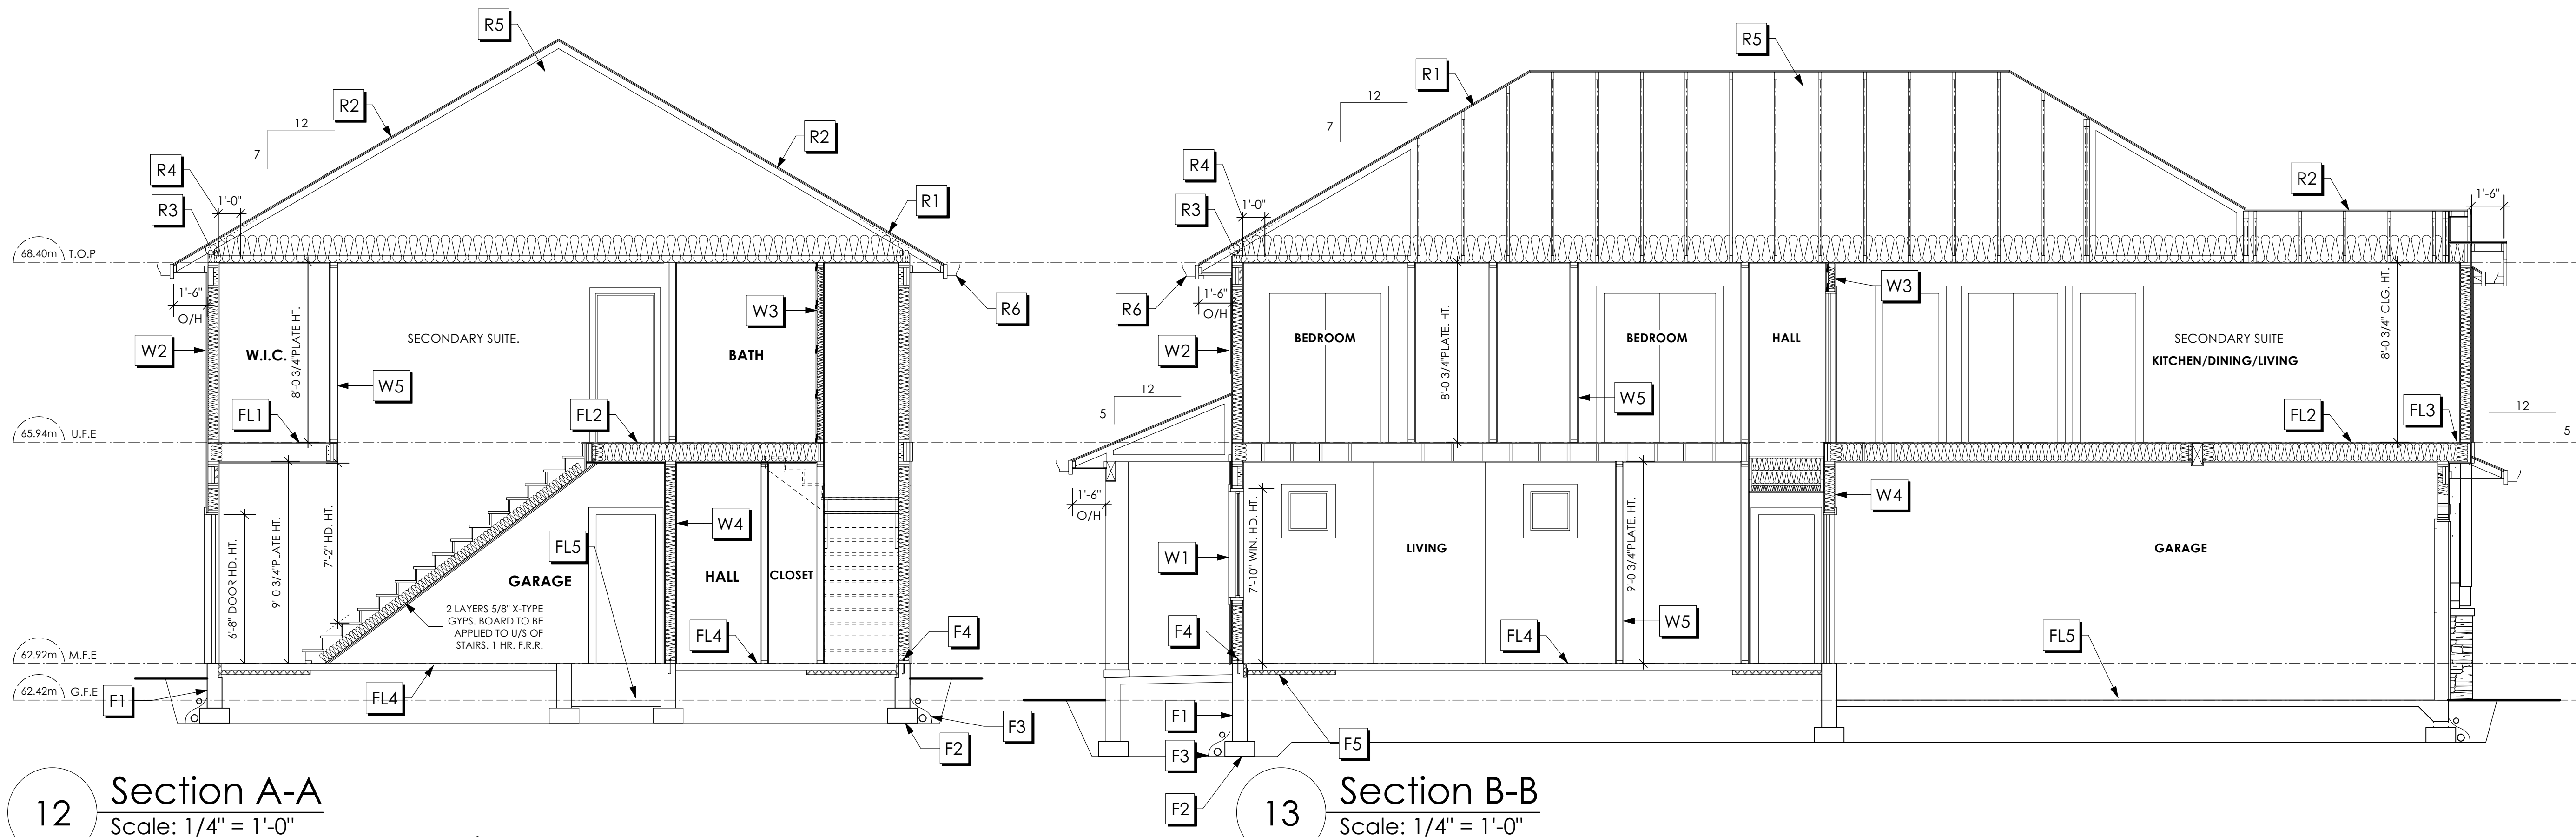 R5
R2
12
7
R2
R4
1'-0"
R3
R1
68.40m T.O.P
1'-6"
O/H
R6
W2
W.I.C.
8'-0 3/4"PLATE HT.
SECONDARY SUITE.
W5
BATH
W3
FL1
FL2
65.94m U.F.E
6'-8" DOOR HD. HT.
9'-0 3/4"PLATE HT.
7'-2" HD. HT.
GARAGE
FL5
W4
HALL
CLOSET
2 LAYERS 5/8" X-TYPE
GYPS. BOARD TO BE
APPLIED TO U/S OF
STAIRS. 1 HR. F.R.R.
FL4
F4
62.92m M.F.E
62.42m G.F.E
F1
FL4
F3
F2
12
Section A-A
Scale: 1/4" = 1'-0"
R5
R1
12
7
R4
1'-0"
R3
R2
1'-6"
R6
1'-6"
O/H
W2
BEDROOM
8'-0 3/4"PLATE. HT.
BEDROOM
W5
HALL
W3
SECONDARY SUITE
KITCHEN/DINING/LIVING
8'-0 3/4" CLG. HT.
FL2
FL3
12
5
12
5
1'-6"
O/H
W1
7'-10" WIN. HD. HT.
LIVING
9'-0 3/4"PLATE. HT.
W4
GARAGE
W5
F4
FL4
FL5
F1
F3
F5
F2
13
Section B-B
Scale: 1/4" = 1'-0"